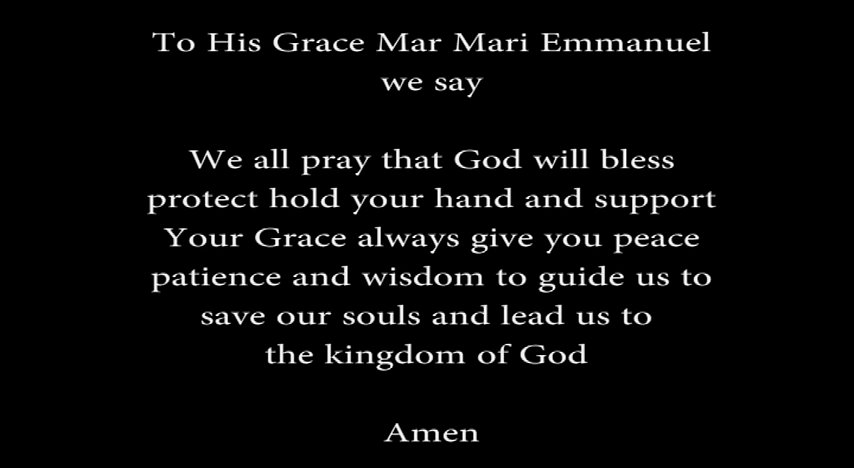 To His Grace Mar Mari Emmanuel
we say
We all pray that God will bless
protect hold your hand and support
Your Grace always give you peace
patience and wisdom to guide us to
save our souls and lead us to
the kingdom of God
Amen